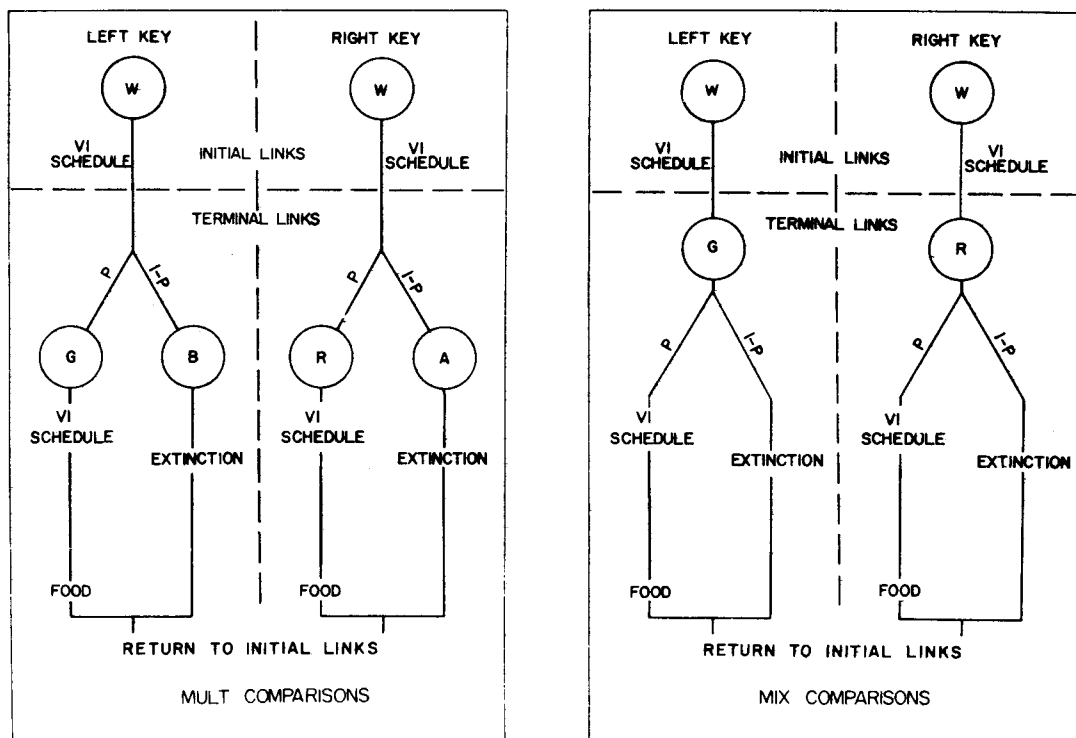 LEFT KEY
RIGHT KEY
W
W
VI
SCHEDULE
INITIAL LINKS
VI
SCHEDULE
TERMINAL LINKS
P
1-P
P
1-P
G
B
R
A
VI
SCHEDULE
EXTINCTION
VI
SCHEDULE
EXTINCTION
FOOD
FOOD
RETURN TO INITIAL LINKS
MULT COMPARISONS
LEFT KEY
RIGHT KEY
W
W
VI
SCHEDULE
INITIAL LINKS
VI
SCHEDULE
TERMINAL LINKS
G
R
P
1-P
P
1-P
VI
SCHEDULE
EXTINCTION
VI
SCHEDULE
EXTINCTION
FOOD
FOOD
RETURN TO INITIAL LINKS
MIX COMPARISONS